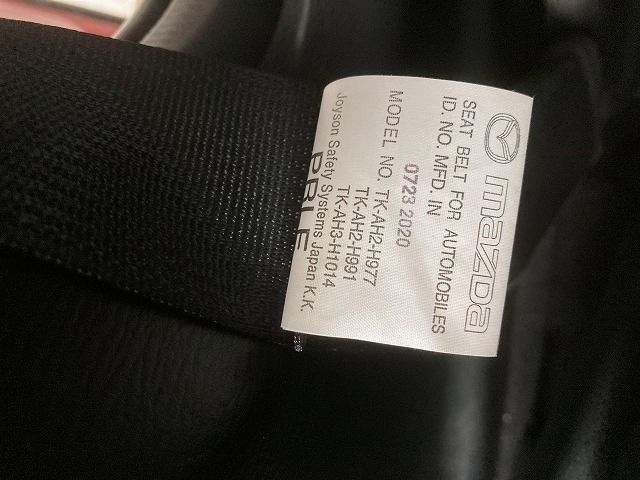 mazda
SEAT BELT FOR AUTOMOBILES
ID. NO. MFD. IN
0723 2020
MODEL NO. TK-AH2-H977
TK-AH2-H991
TK-AH3-H1014
PBLF
Joyson Safety Systems Japan K.K.